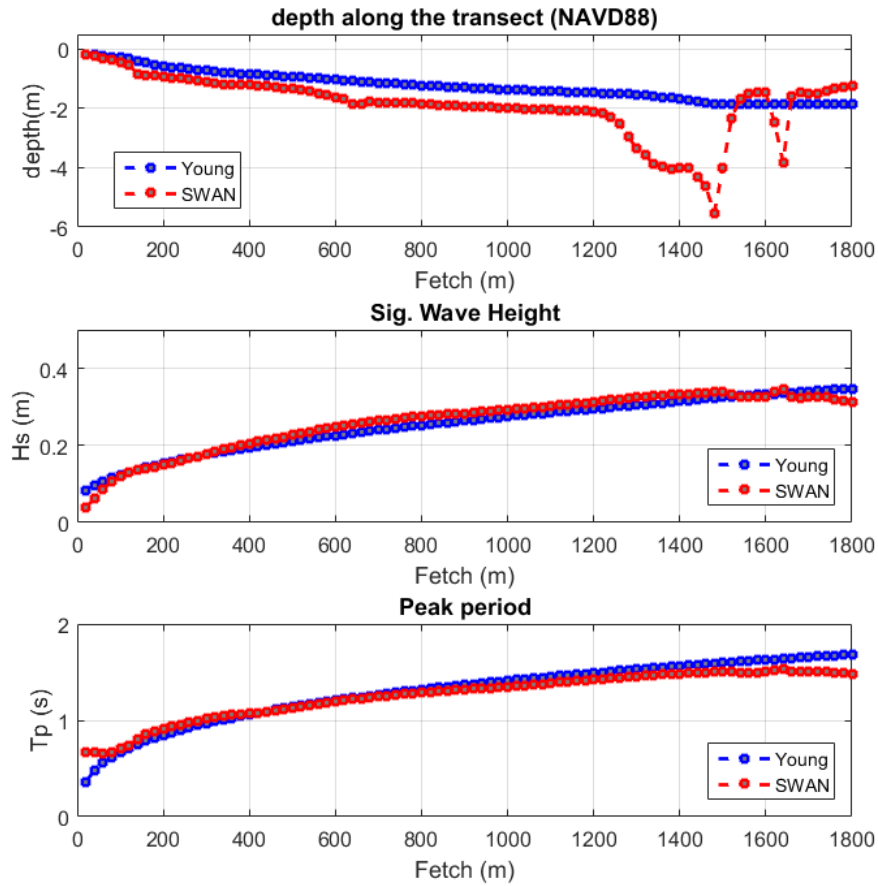 depth along the transect (NAVD88)
depth(m)
0
-2
-4
-6
Young
SWAN
0 200 400 600 800 1000 1200 1400 1600 1800
Fetch (m)
Sig. Wave Height
Hs (m)
0.4
0.2
0
Young
SWAN
0 200 400 600 800 1000 1200 1400 1600 1800
Fetch (m)
Peak period
Tp (s)
2
1
0
Young
SWAN
0 200 400 600 800 1000 1200 1400 1600 1800
Fetch (m)